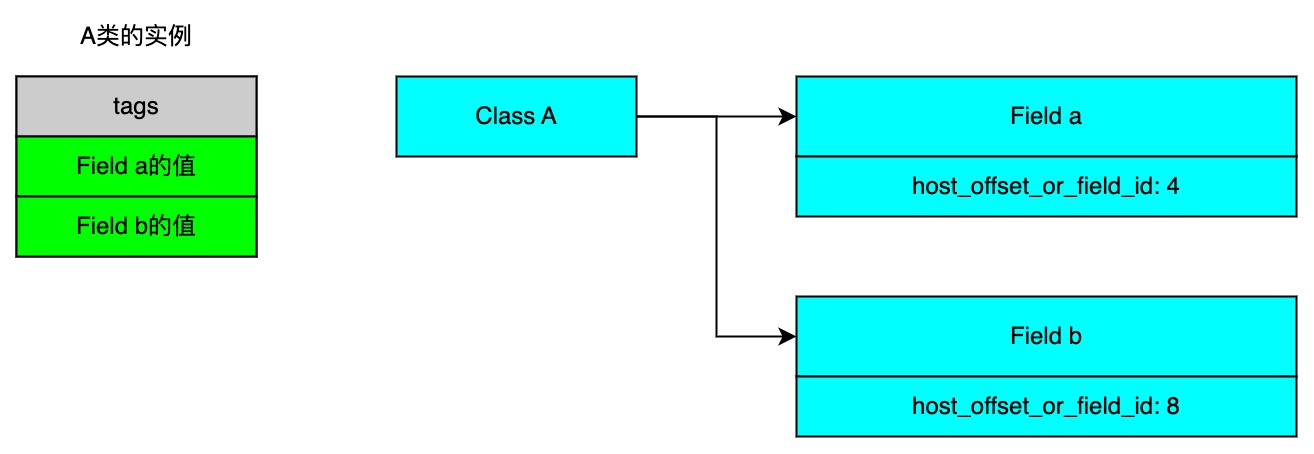 A类的实例
tags
Field a的值
Field b的值
Class A
Field a
host_offset_or_field_id: 4
Field b
host_offset_or_field_id: 8